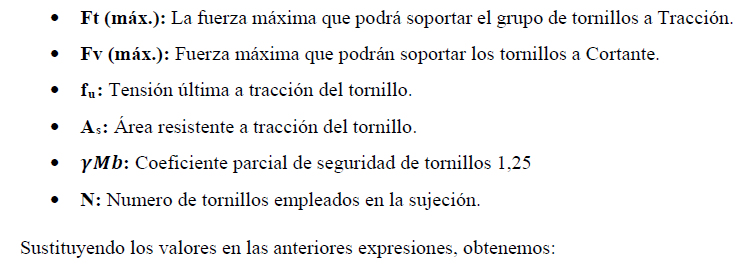 • Ft (máx.): La fuerza máxima que podrá soportar el grupo de tornillos a Tracción.
• Fv (máx.): Fuerza máxima que podrán soportar los tornillos a Cortante.
• fᵤ: Tensión última a tracción del tornillo.
• Aₛ: Área resistente a tracción del tornillo.
• γMb: Coeficiente parcial de seguridad de tornillos 1,25
• N: Numero de tornillos empleados en la sujeción.
Sustituyendo los valores en las anteriores expresiones, obtenemos: